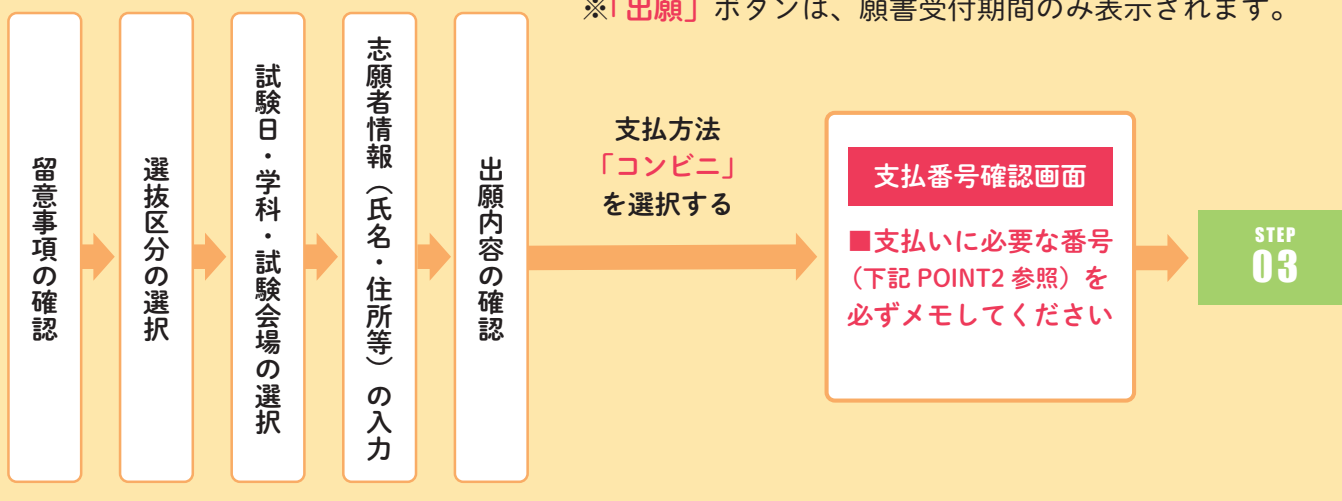 ※「出願」ボタンは、願書受付期間のみ表示されます。
留意事項の確認
選抜区分の選択
試験日・学科・試験会場の選択
志願者情報（氏名・住所等）の入力
出願内容の確認
支払方法
「コンビニ」
を選択する
支払番号確認画面
■支払いに必要な番号
（下記 POINT2 参照）を
必ずメモしてください
STEP
03